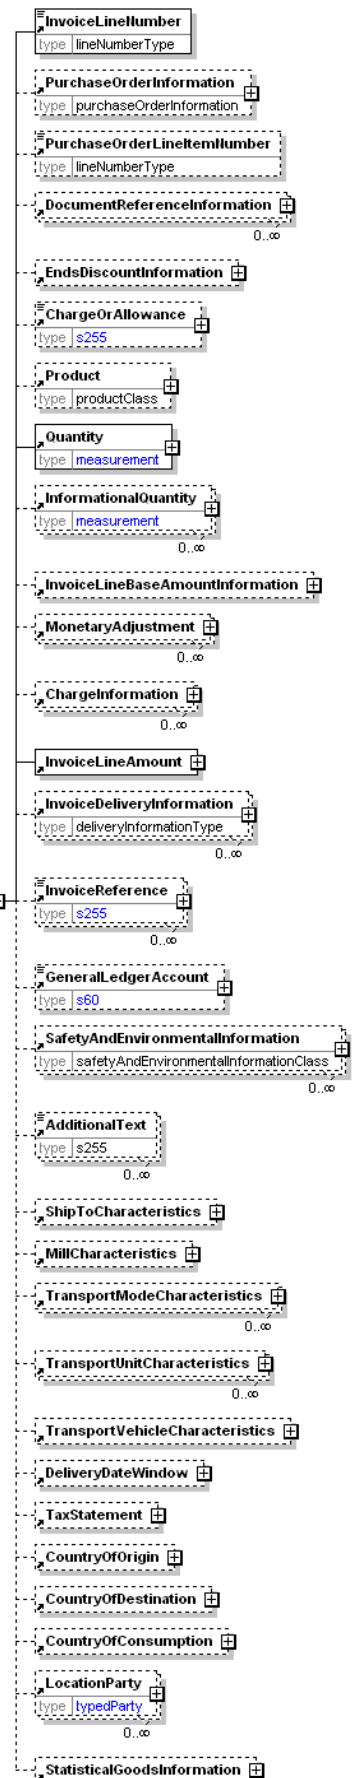 InvoiceLineNumber
type lineNumberType
PurchaseOrderInformation
type purchaseOrderInformation
PurchaseOrderLineItemNumber
type lineNumberType
DocumentReferenceInformation
0..∞
EndsDiscountInformation
ChargeOrAllowance
type s255
Product
type productClass
Quantity
type measurement
InformationalQuantity
type measurement
0..∞
InvoiceLineBaseAmountInformation
MonetaryAdjustment
0..∞
ChargeInformation
0..∞
InvoiceLineAmount
InvoiceDeliveryInformation
type deliveryInformationType
0..∞
InvoiceReference
type s255
0..∞
GeneralLedgerAccount
type s60
SafetyAndEnvironmentalInformation
type safetyAndEnvironmentalInformationClass
0..∞
AdditionalText
type s255
0..∞
ShipToCharacteristics
MillCharacteristics
TransportModeCharacteristics
0..∞
TransportUnitCharacteristics
0..∞
TransportVehicleCharacteristics
DeliveryDateWindow
TaxStatement
CountryOfOrigin
CountryOfDestination
CountryOfConsumption
LocationParty
type typedParty
0..∞
StatisticalGoodsInformation